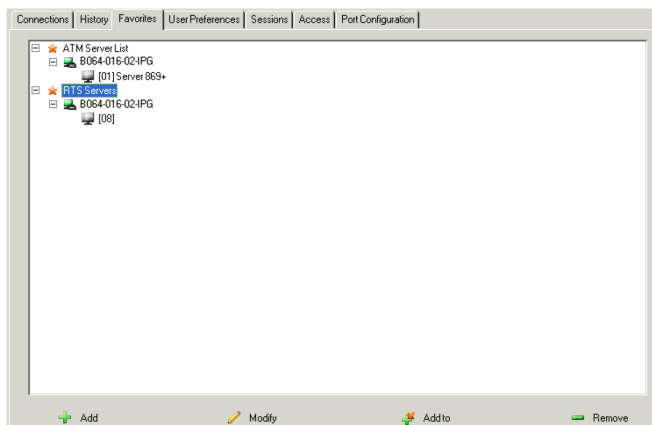 Connections History Favorites User Preferences Sessions Access Port Configuration
ATM Server List
B064-016-02-IPG
[01] Server 869+
RTS Servers
B064-016-02-IPG
[08]
Add Modify Add to Remove